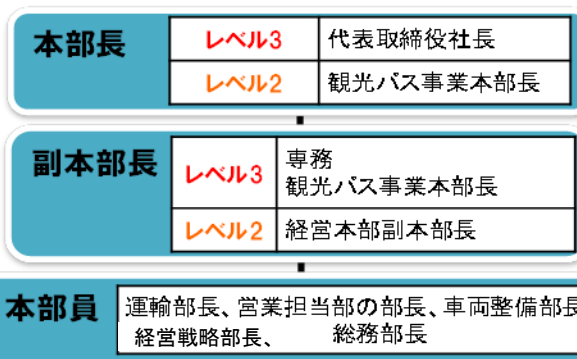 本部長
レベル3 代表取締役社長
レベル2 観光バス事業本部長
副本部長
レベル3 専務
観光バス事業本部長
レベル2 経営本部副本部長
本部員
運輸部長、営業担当部の部長、車両整備部長
経営戦略部長、 総務部長